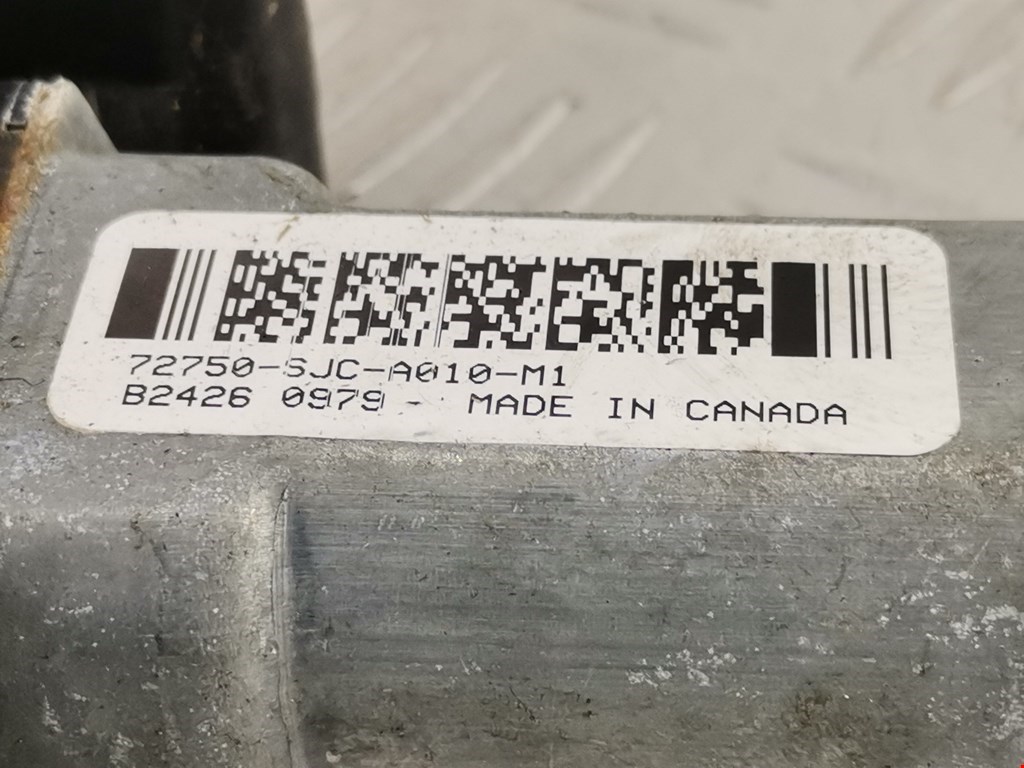 72750-SJC-A010-M1
B2426 0979 - MADE IN CANADA